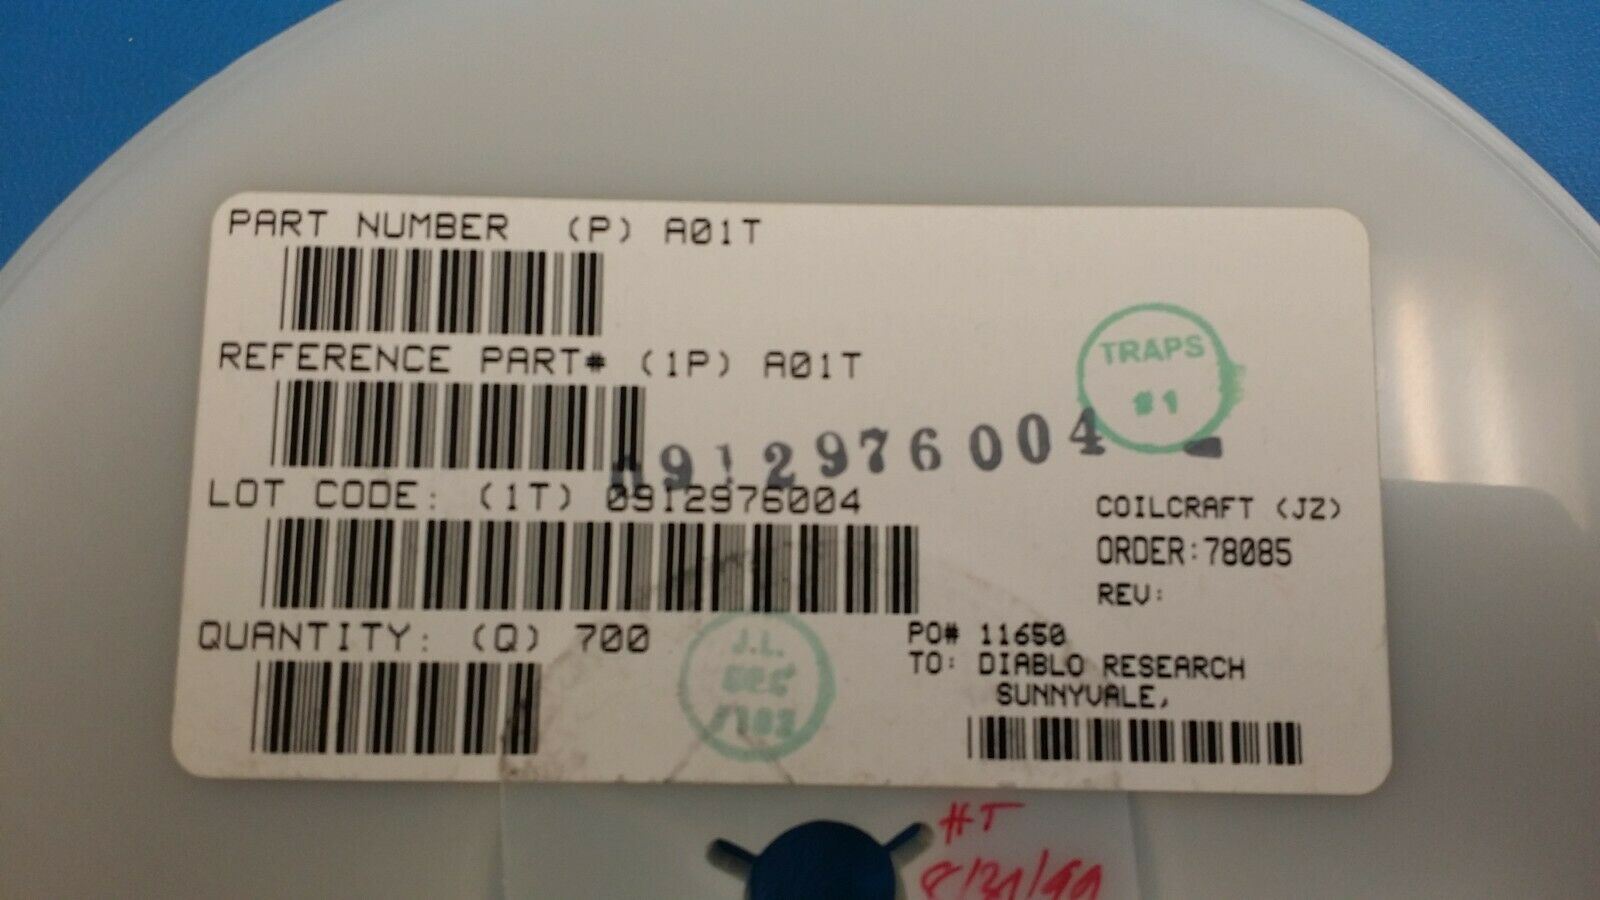 PART NUMBER (P) A01T
REFERENCE PART# (1P) A01T
TRAPS
#1
0912976004
LOT CODE: (1T) 0912976004
COILCRAFT (JZ)
ORDER:78085
REV:
QUANTITY: (Q) 700
J.L.
PO# 11650
TO: DIABLO RESEARCH
SUNNYVALE,
HT